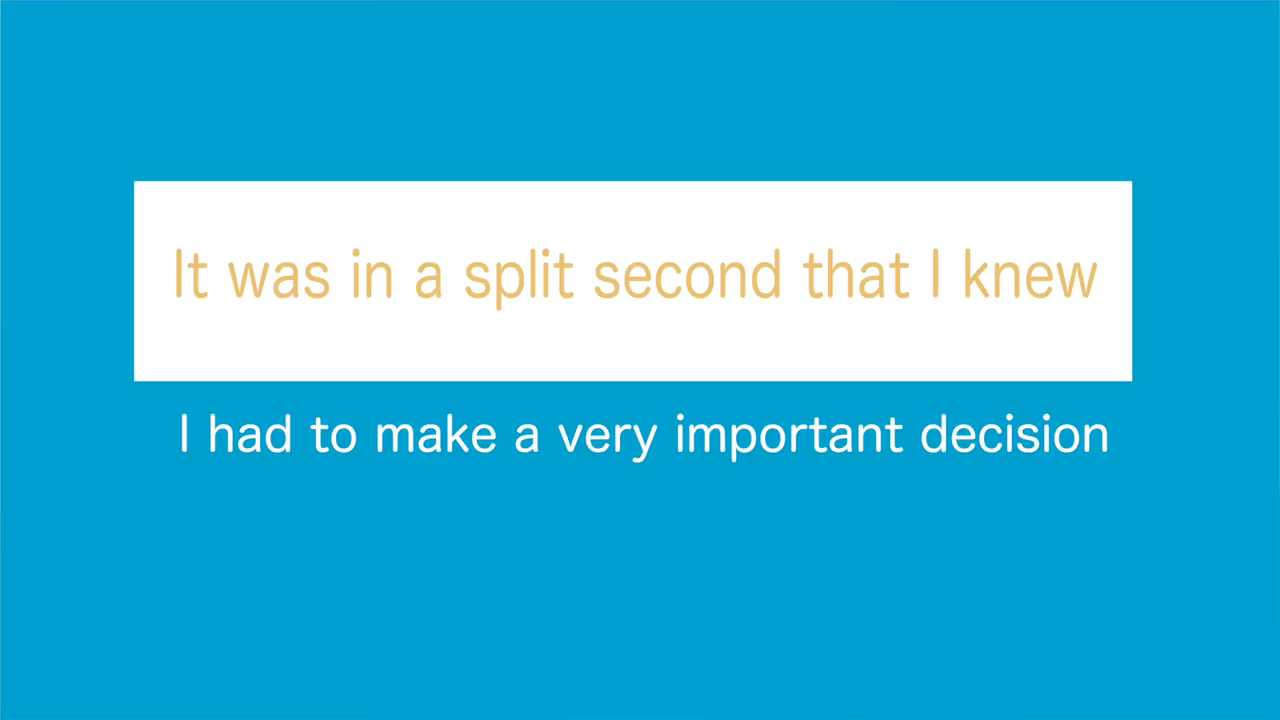 It was in a split second that I knew
I had to make a very important decision